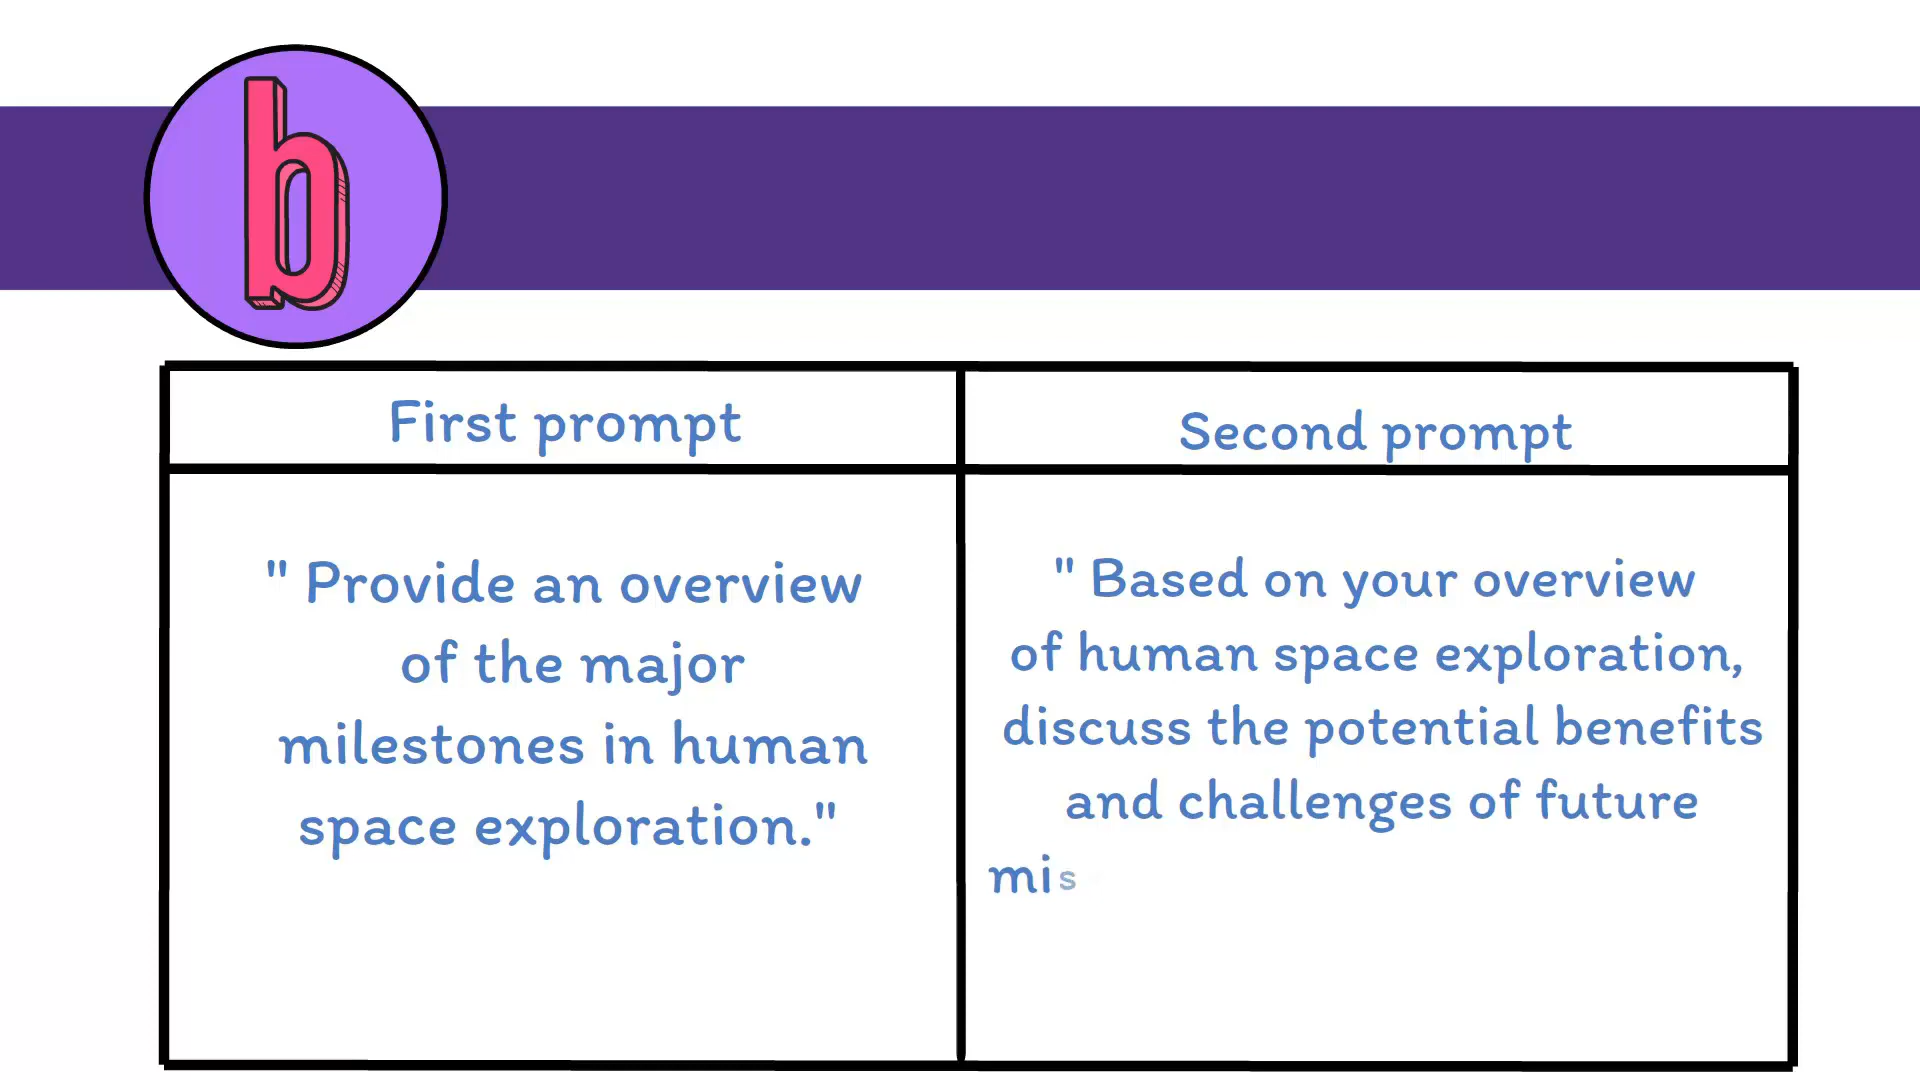 b
First prompt
Second prompt
" Provide an overview
of the major
milestones in human
space exploration."
" Based on your overview
of human space exploration,
discuss the potential benefits
and challenges of future
mis